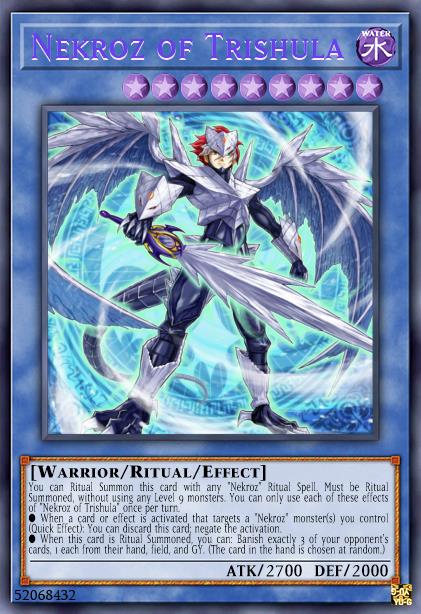 Nekroz of Trishula
WATER
水
[Warrior/Ritual/Effect]
You can Ritual Summon this card with any "Nekroz" Ritual Spell. Must be Ritual
Summoned, without using any Level 9 monsters. You can only use each of these effects
of "Nekroz of Trishula" once per turn.
● When a card or effect is activated that targets a "Nekroz" monster(s) you control
(Quick Effect): You can discard this card; negate the activation.
● When this card is Ritual Summoned, you can: Banish exactly 3 of your opponent's
cards, 1 each from their hand, field, and GY. (The card in the hand is chosen at random.)
ATK/2700 DEF/2000
52068432